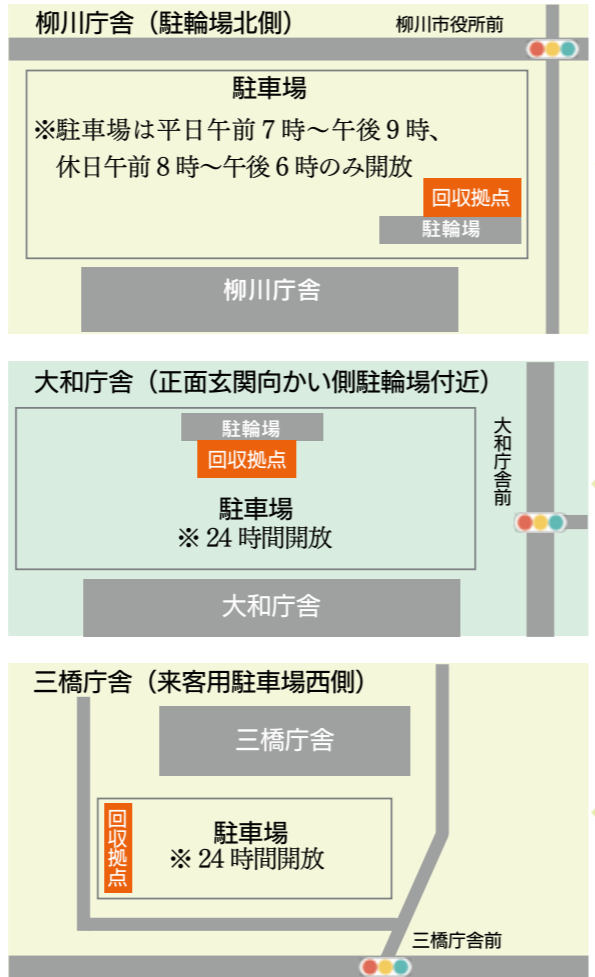 柳川庁舎（駐輪場北側）
柳川市役所前
駐車場
※駐車場は平日午前７時～午後９時、
休日午前８時～午後６時のみ開放
回収拠点
駐輪場
柳川庁舎
大和庁舎（正面玄関向かい側駐輪場付近）
駐輪場
回収拠点
大和庁舎前
駐車場
※ 24 時間開放
大和庁舎
三橋庁舎（来客用駐車場西側）
三橋庁舎
回収拠点
駐車場
※ 24 時間開放
三橋庁舎前